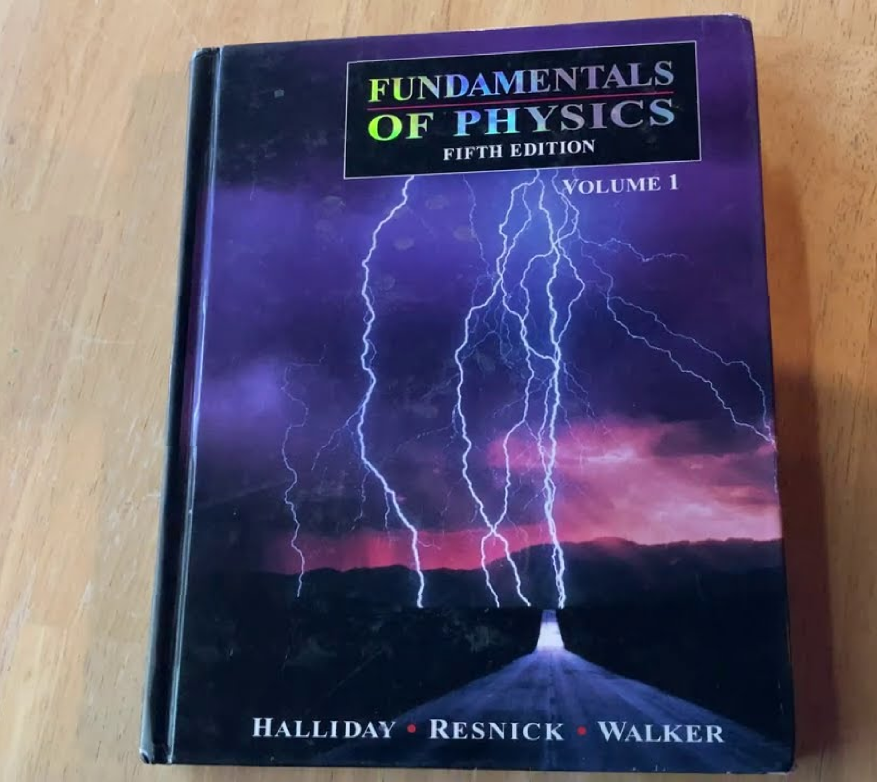 FUNDAMENTALS
OF PHYSICS
FIFTH EDITION
VOLUME 1
HALLIDAY • RESNICK • WALKER